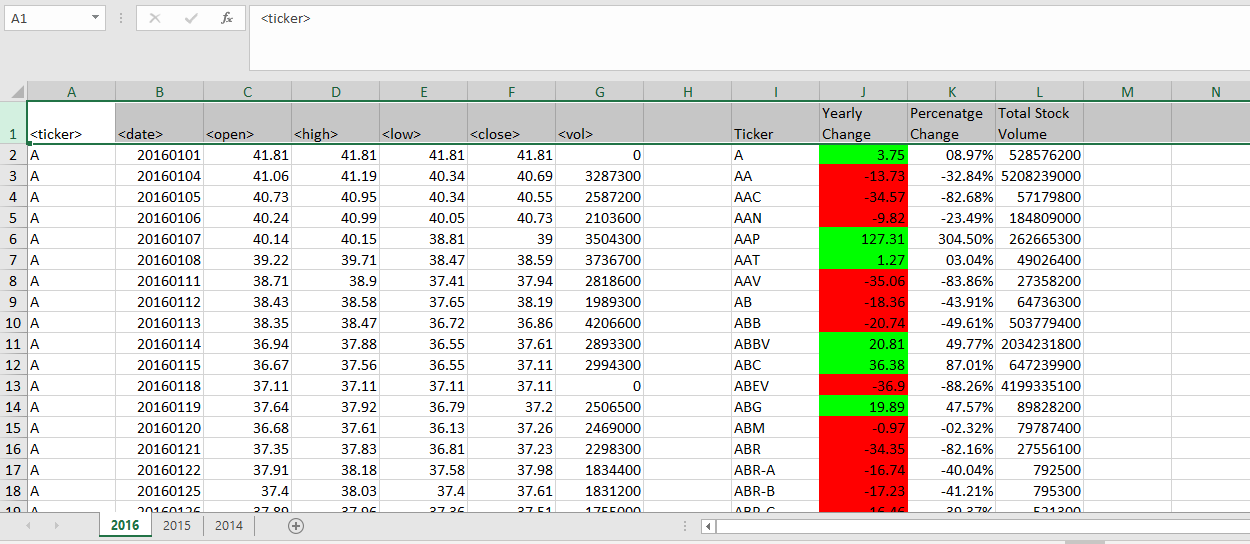 A1 fx <ticker>
A B C D E F G H I J K L M N
Yearly Percenatge Total Stock
1 <ticker> <date> <open> <high> <low> <close> <vol> Ticker Change Change Volume
2 A 20160101 41.81 41.81 41.81 41.81 0 A 3.75 08.97% 528576200
3 A 20160104 41.06 41.19 40.34 40.69 3287300 AA -13.73 -32.84% 5208239000
4 A 20160105 40.73 40.95 40.34 40.55 2587200 AAC -34.57 -82.68% 57179800
5 A 20160106 40.24 40.99 40.05 40.73 2103600 AAN -9.82 -23.49% 184809000
6 A 20160107 40.14 40.15 38.81 39 3504300 AAP 127.31 304.50% 262665300
7 A 20160108 39.22 39.71 38.47 38.59 3736700 AAT 1.27 03.04% 49026400
8 A 20160111 38.71 38.9 37.41 37.94 2818600 AAV -35.06 -83.86% 27358200
9 A 20160112 38.43 38.58 37.65 38.19 1989300 AB -18.36 -43.91% 64736300
10 A 20160113 38.35 38.47 36.72 36.86 4206600 ABB -20.74 -49.61% 503779400
11 A 20160114 36.94 37.88 36.55 37.61 2893300 ABBV 20.81 49.77% 2034231800
12 A 20160115 36.67 37.56 36.55 37.11 2994300 ABC 36.38 87.01% 647239900
13 A 20160118 37.11 37.11 37.11 37.11 0 ABEV -36.9 -88.26% 4199335100
14 A 20160119 37.64 37.92 36.79 37.2 2506500 ABG 19.89 47.57% 89828200
15 A 20160120 36.68 37.61 36.13 37.26 2469000 ABM -0.97 -02.32% 79787400
16 A 20160121 37.35 37.83 36.81 37.23 2298300 ABR -34.35 -82.16% 27556100
17 A 20160122 37.91 38.18 37.58 37.98 1834400 ABR-A -16.74 -40.04% 792500
18 A 20160125 37.4 38.03 37.4 37.61 1831200 ABR-B -17.23 -41.21% 795300
2016 2015 2014